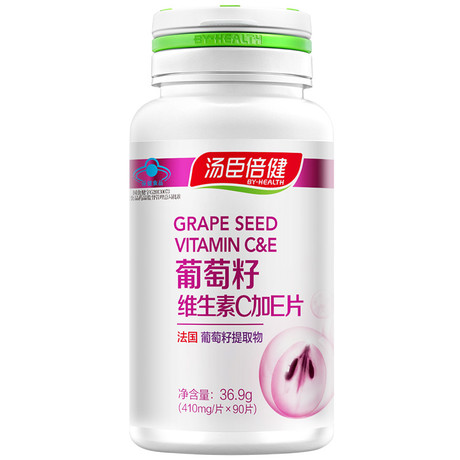 BY-HEALTH
汤臣倍健
BY-HEALTH
GRAPE SEED
VITAMIN C&E
葡萄籽
维生素C加E片
法国 葡萄籽提取物
净含量: 36.9g
(410mg/片×90片)